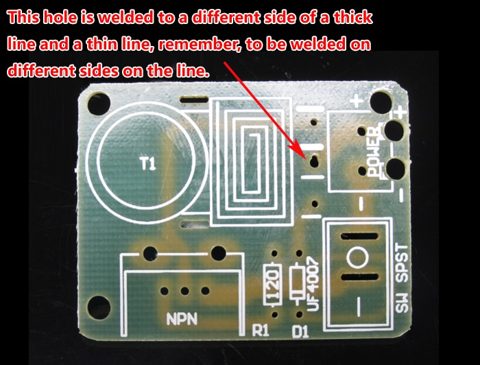 This hole is welded to a different side of a thick
line and a thin line, remember, to be welded on
different sides on the line.
+
+
T1
POWER
-
-
120
UF4007
SW SPST
NPN
R1
D1